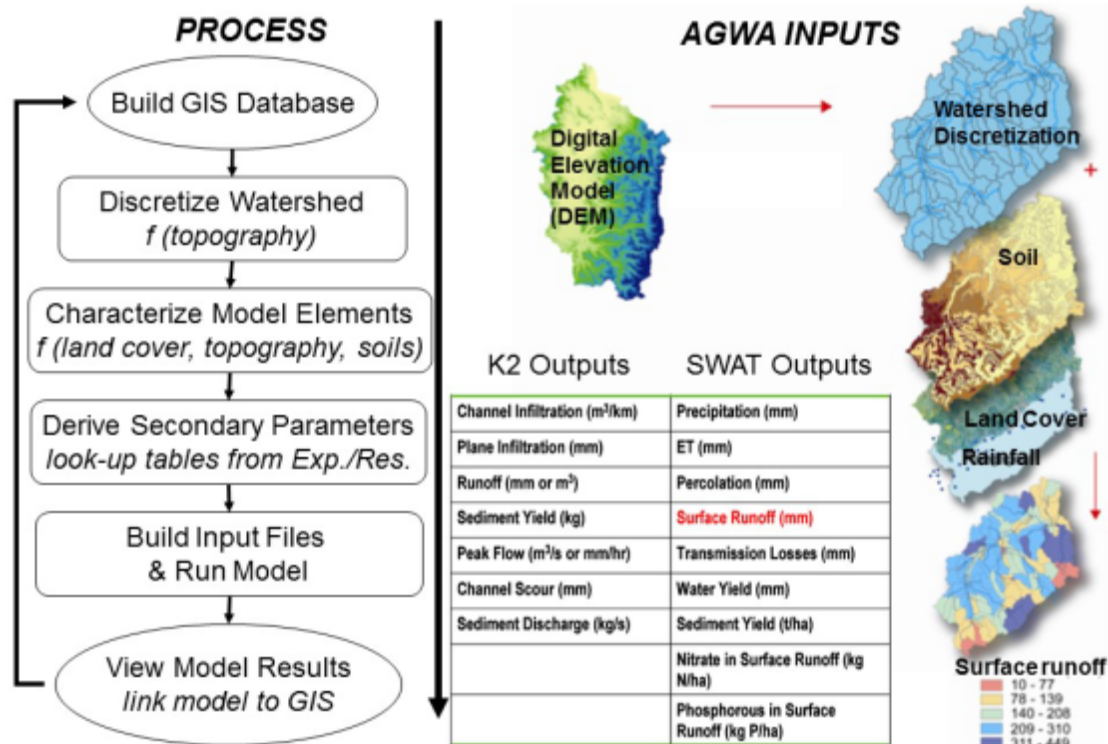 PROCESS
Build GIS Database
Discretize Watershed
f (topography)
Characterize Model Elements
f (land cover, topography, soils)
Derive Secondary Parameters
look-up tables from Exp./Res.
Build Input Files
& Run Model
View Model Results
link model to GIS
AGWA INPUTS
Digital
Elevation
Model
(DEM)
Watershed
Discretization
+
Soil
Land Cover
Rainfall
Surface runoff
10 - 77
78 - 139
140 - 208
209 - 310
311 - 449
K2 Outputs
SWAT Outputs
Channel Infiltration (m³/km)
Precipitation (mm)
Plane Infiltration (mm)
ET (mm)
Runoff (mm or m³)
Percolation (mm)
Sediment Yield (kg)
Surface Runoff (mm)
Peak Flow (m³/s or mm/hr)
Transmission Losses (mm)
Channel Scour (mm)
Water Yield (mm)
Sediment Discharge (kg/s)
Sediment Yield (t/ha)
Nitrate in Surface Runoff (kg
N/ha)
Phosphorous in Surface
Runoff (kg P/ha)